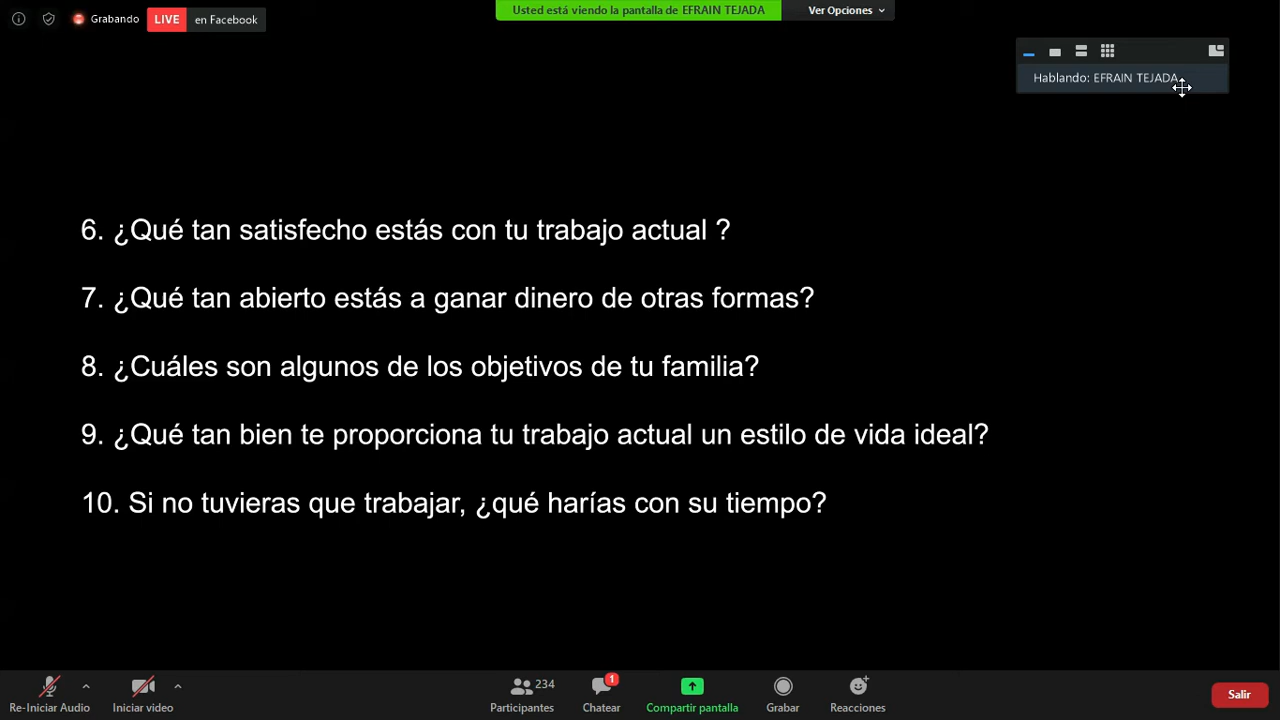 Grabando
LIVE
en Facebook
Usted está viendo la pantalla de EFRAIN TEJADA
Ver Opciones
Hablando: EFRAIN TEJADA
6. ¿Qué tan satisfecho estás con tu trabajo actual ?
7. ¿Qué tan abierto estás a ganar dinero de otras formas?
8. ¿Cuáles son algunos de los objetivos de tu familia?
9. ¿Qué tan bien te proporciona tu trabajo actual un estilo de vida ideal?
10. Si no tuvieras que trabajar, ¿qué harías con su tiempo?
Re-Iniciar Audio
Iniciar video
234
Participantes
1
Chatear
Compartir pantalla
Grabar
Reacciones
Salir